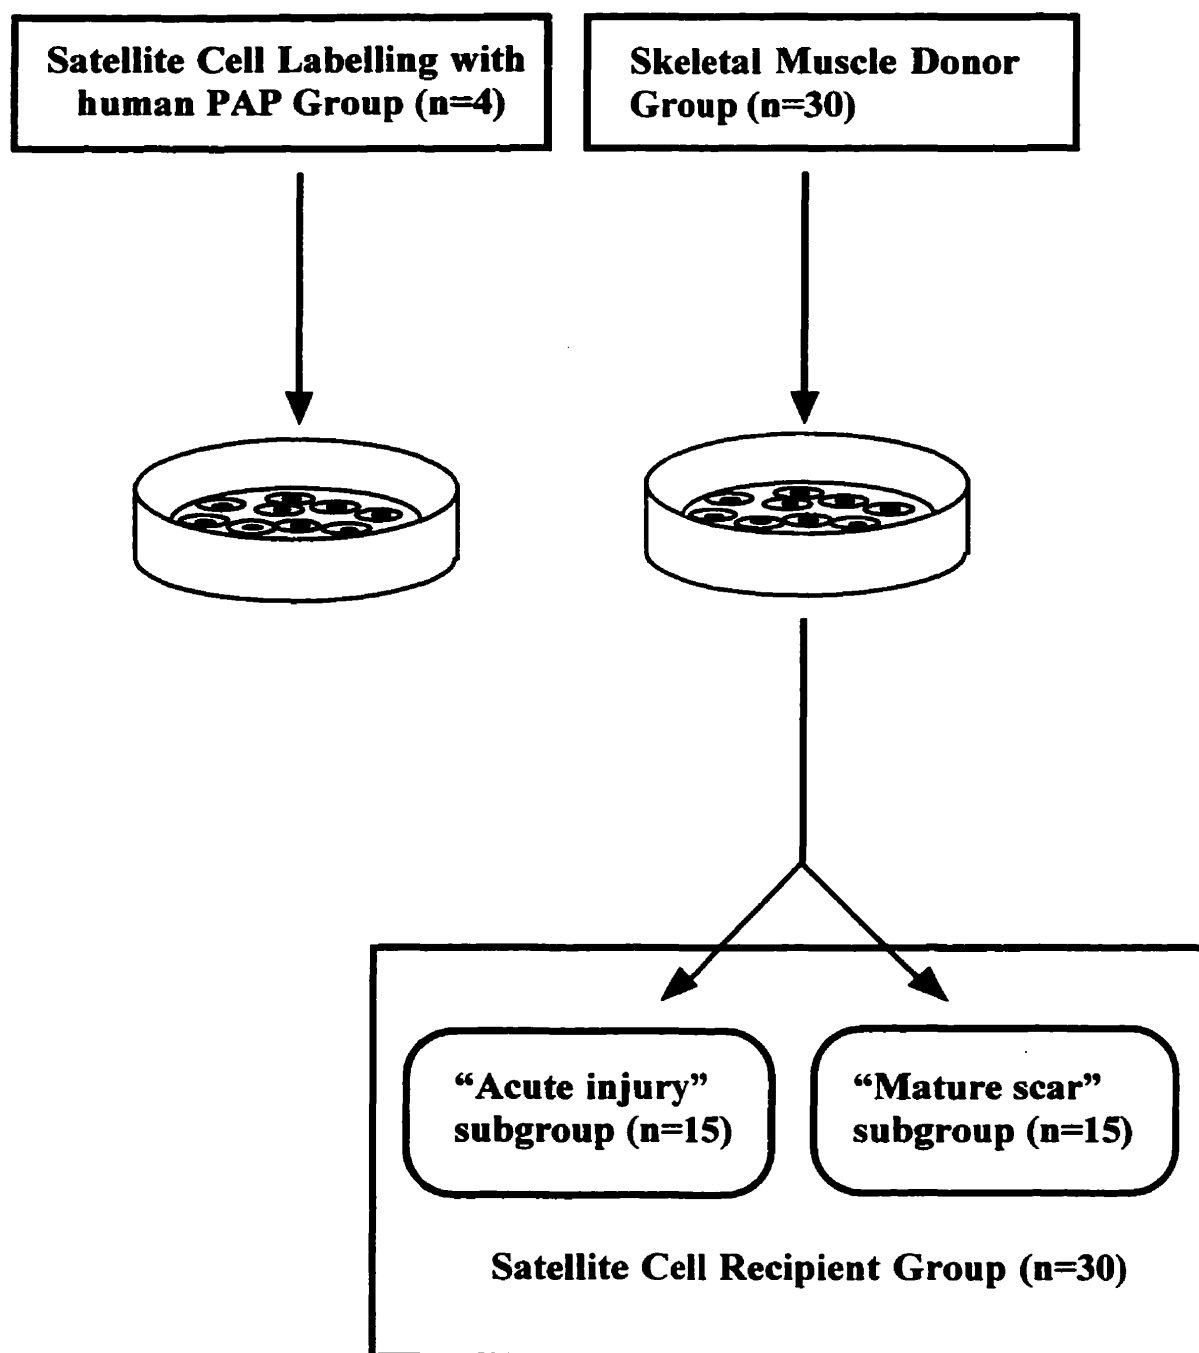 Satellite Cell Labelling with
human PAP Group (n=4)
Skeletal Muscle Donor
Group (n=30)
“Acute injury”
subgroup (n=15)
“Mature scar”
subgroup (n=15)
Satellite Cell Recipient Group (n=30)